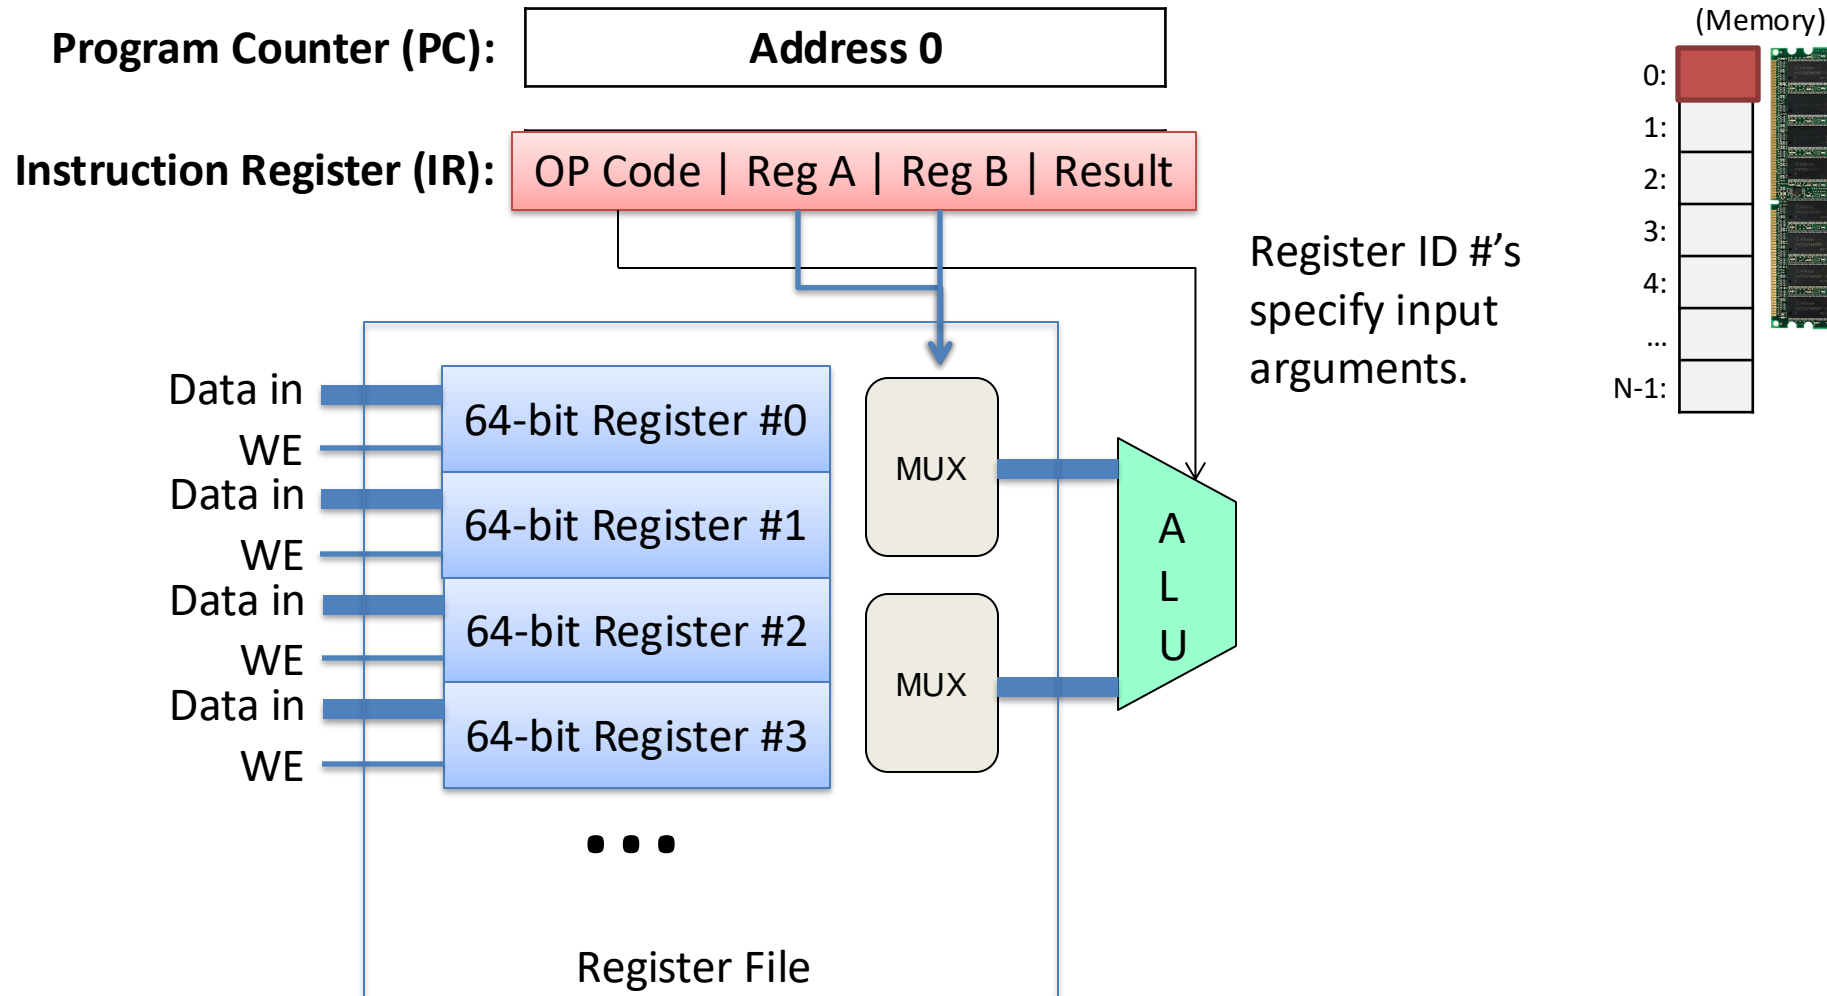 Program Counter (PC): Address 0
(Memory)
0:
1:
2:
3:
4:
...
N-1:
Instruction Register (IR): OP Code | Reg A | Reg B | Result
Register ID #’s
specify input
arguments.
Data in
WE
Data in
WE
Data in
WE
Data in
WE
64-bit Register #0
64-bit Register #1
64-bit Register #2
64-bit Register #3
...
MUX
MUX
A
L
U
Register File